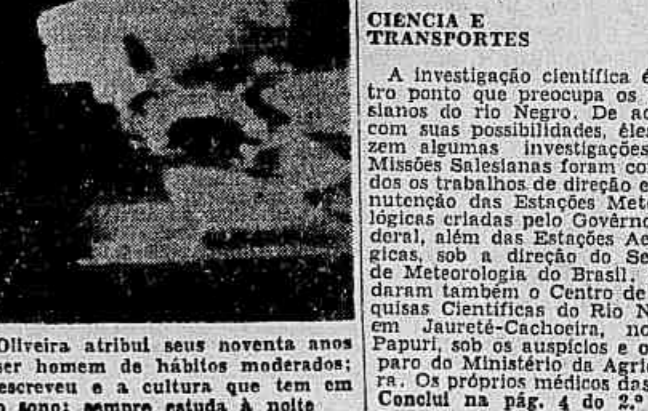 Oliveira atribui seus noventa anos
ser homem de hábitos moderados;
escreveu e a cultura que tem em
o sono; sempre estuda à noite
CIÊNCIA E
TRANSPORTES
A investigação científica é
tro ponto que preocupa os
sianos do rio Negro. De ac
com suas possibilidades, êles
zem algumas investigações
Missões Salesianas foram con
dos os trabalhos de direção e
nutenção das Estações Mete
lógicas criadas pelo Govêrno
deral, além das Estações Ae
gicas, sob a direção do Se
de Meteorologia do Brasil.
daram também o Centro de
quisas Científicas do Rio N
em Jaureté-Cachoeira, no
Papuri, sob os auspícios e o
paro do Ministério da Agric
ra. Os próprios médicos das
Conclui na pág. 4 do 2.º